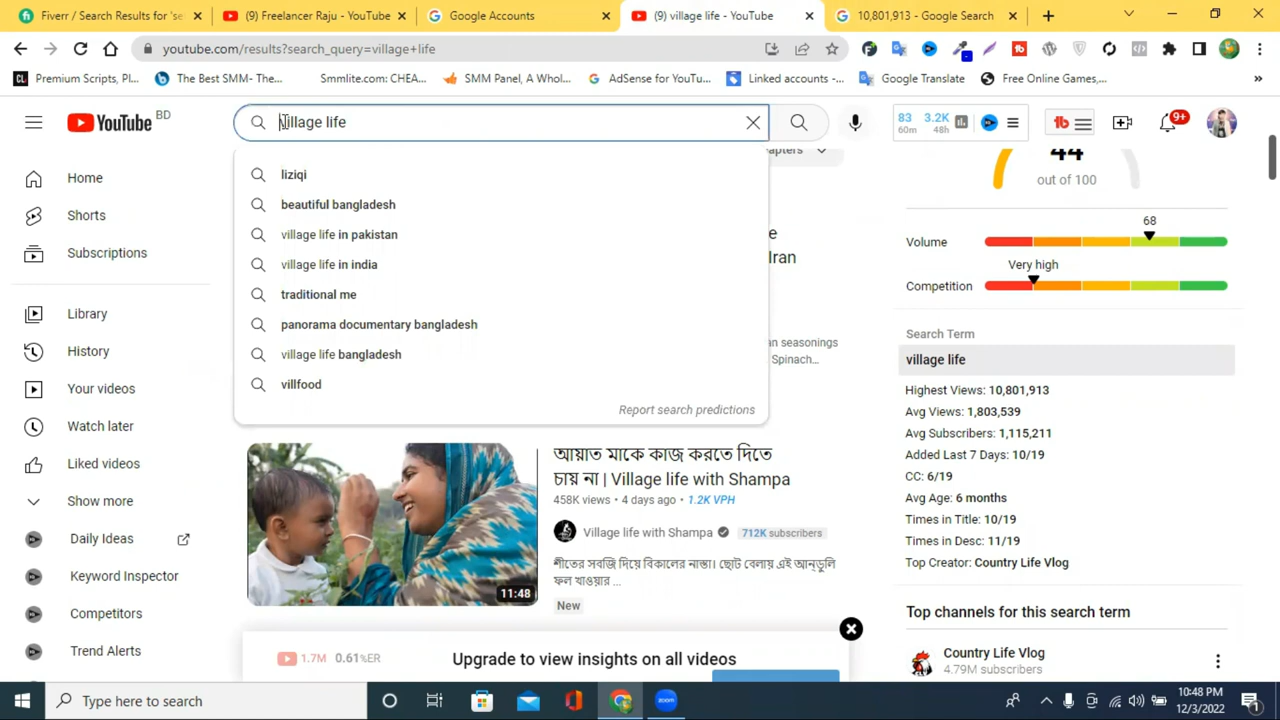 Fiverr / Search Results for 'se
(9) Freelancer Raju - YouTube
Google Accounts
(9) village life - YouTube
10,801,913 - Google Search
youtube.com/results?search_query=village+life
Premium Scripts, Pl...
The Best SMM- The...
Smmlite.com: CHEA...
SMM Panel, A Whol...
AdSense for YouTu...
Linked accounts -...
Google Translate
Free Online Games,...
YouTube BD
village life
83 60m
3.2K 48h
9+
Home
Shorts
Subscriptions
Library
History
Your videos
Watch later
Liked videos
Show more
Daily Ideas
Keyword Inspector
Competitors
Trend Alerts
liziqi
beautiful bangladesh
village life in pakistan
village life in india
traditional me
panorama documentary bangladesh
village life bangladesh
villfood
Report search predictions
Iran
an seasonings
Spinach...
আয়াত মাকে কাজ করতে দিতে
চায় না | Village life with Shampa
458K views • 4 days ago • 1.2K VPH
Village life with Shampa 712K subscribers
শীতের সবজি দিয়ে বিকালের নাস্তা। ছোট বেলায় এই আন্ডুলি
ফল খাওয়ার ...
New
11:48
1.7M 0.61%ER
Upgrade to view insights on all videos
44
out of 100
68
Volume
Very high
Competition
Search Term
village life
Highest Views: 10,801,913
Avg Views: 1,803,539
Avg Subscribers: 1,115,211
Added Last 7 Days: 10/19
CC: 6/19
Avg Age: 6 months
Times in Title: 10/19
Times in Desc: 11/19
Top Creator: Country Life Vlog
Top channels for this search term
Country Life Vlog
4.79M subscribers
Type here to search
10:48 PM
12/3/2022